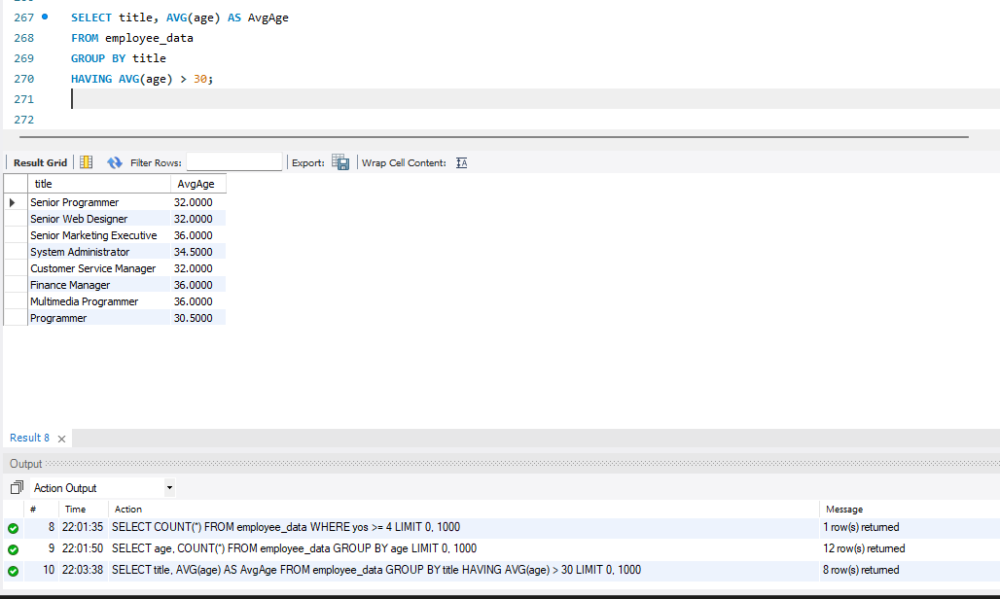 267 SELECT title, AVG(age) AS AvgAge
268 FROM employee_data
269 GROUP BY title
270 HAVING AVG(age) > 30;
271
272
Result Grid Filter Rows: Export: Wrap Cell Content:
title AvgAge
Senior Programmer 32.0000
Senior Web Designer 32.0000
Senior Marketing Executive 36.0000
System Administrator 34.5000
Customer Service Manager 32.0000
Finance Manager 36.0000
Multimedia Programmer 36.0000
Programmer 30.5000
Result 8
Output
Action Output
# Time Action Message
8 22:01:35 SELECT COUNT(*) FROM employee_data WHERE yos >= 4 LIMIT 0, 1000 1 row(s) returned
9 22:01:50 SELECT age, COUNT(*) FROM employee_data GROUP BY age LIMIT 0, 1000 12 row(s) returned
10 22:03:38 SELECT title, AVG(age) AS AvgAge FROM employee_data GROUP BY title HAVING AVG(age) > 30 LIMIT 0, 1000 8 row(s) returned